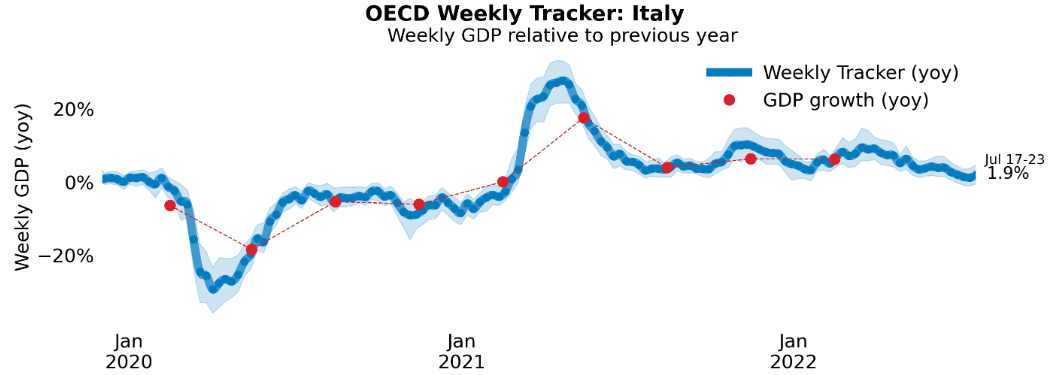 OECD Weekly Tracker: Italy
Weekly GDP relative to previous year
Weekly Tracker (yoy)
GDP growth (yoy)
Weekly GDP (yoy)
20%
0%
−20%
Jul 17-23
1.9%
Jan
2020
Jan
2021
Jan
2022